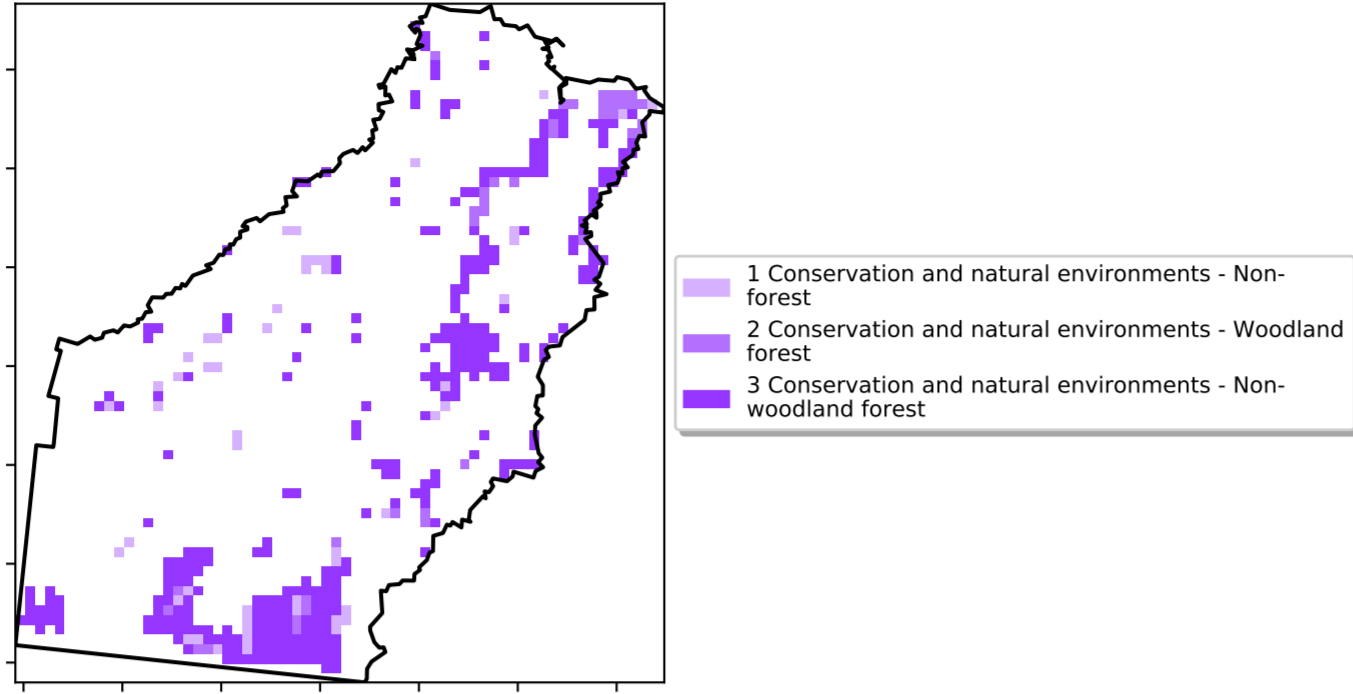 1 Conservation and natural environments - Non-
forest
2 Conservation and natural environments - Woodland
forest
3 Conservation and natural environments - Non-
woodland forest